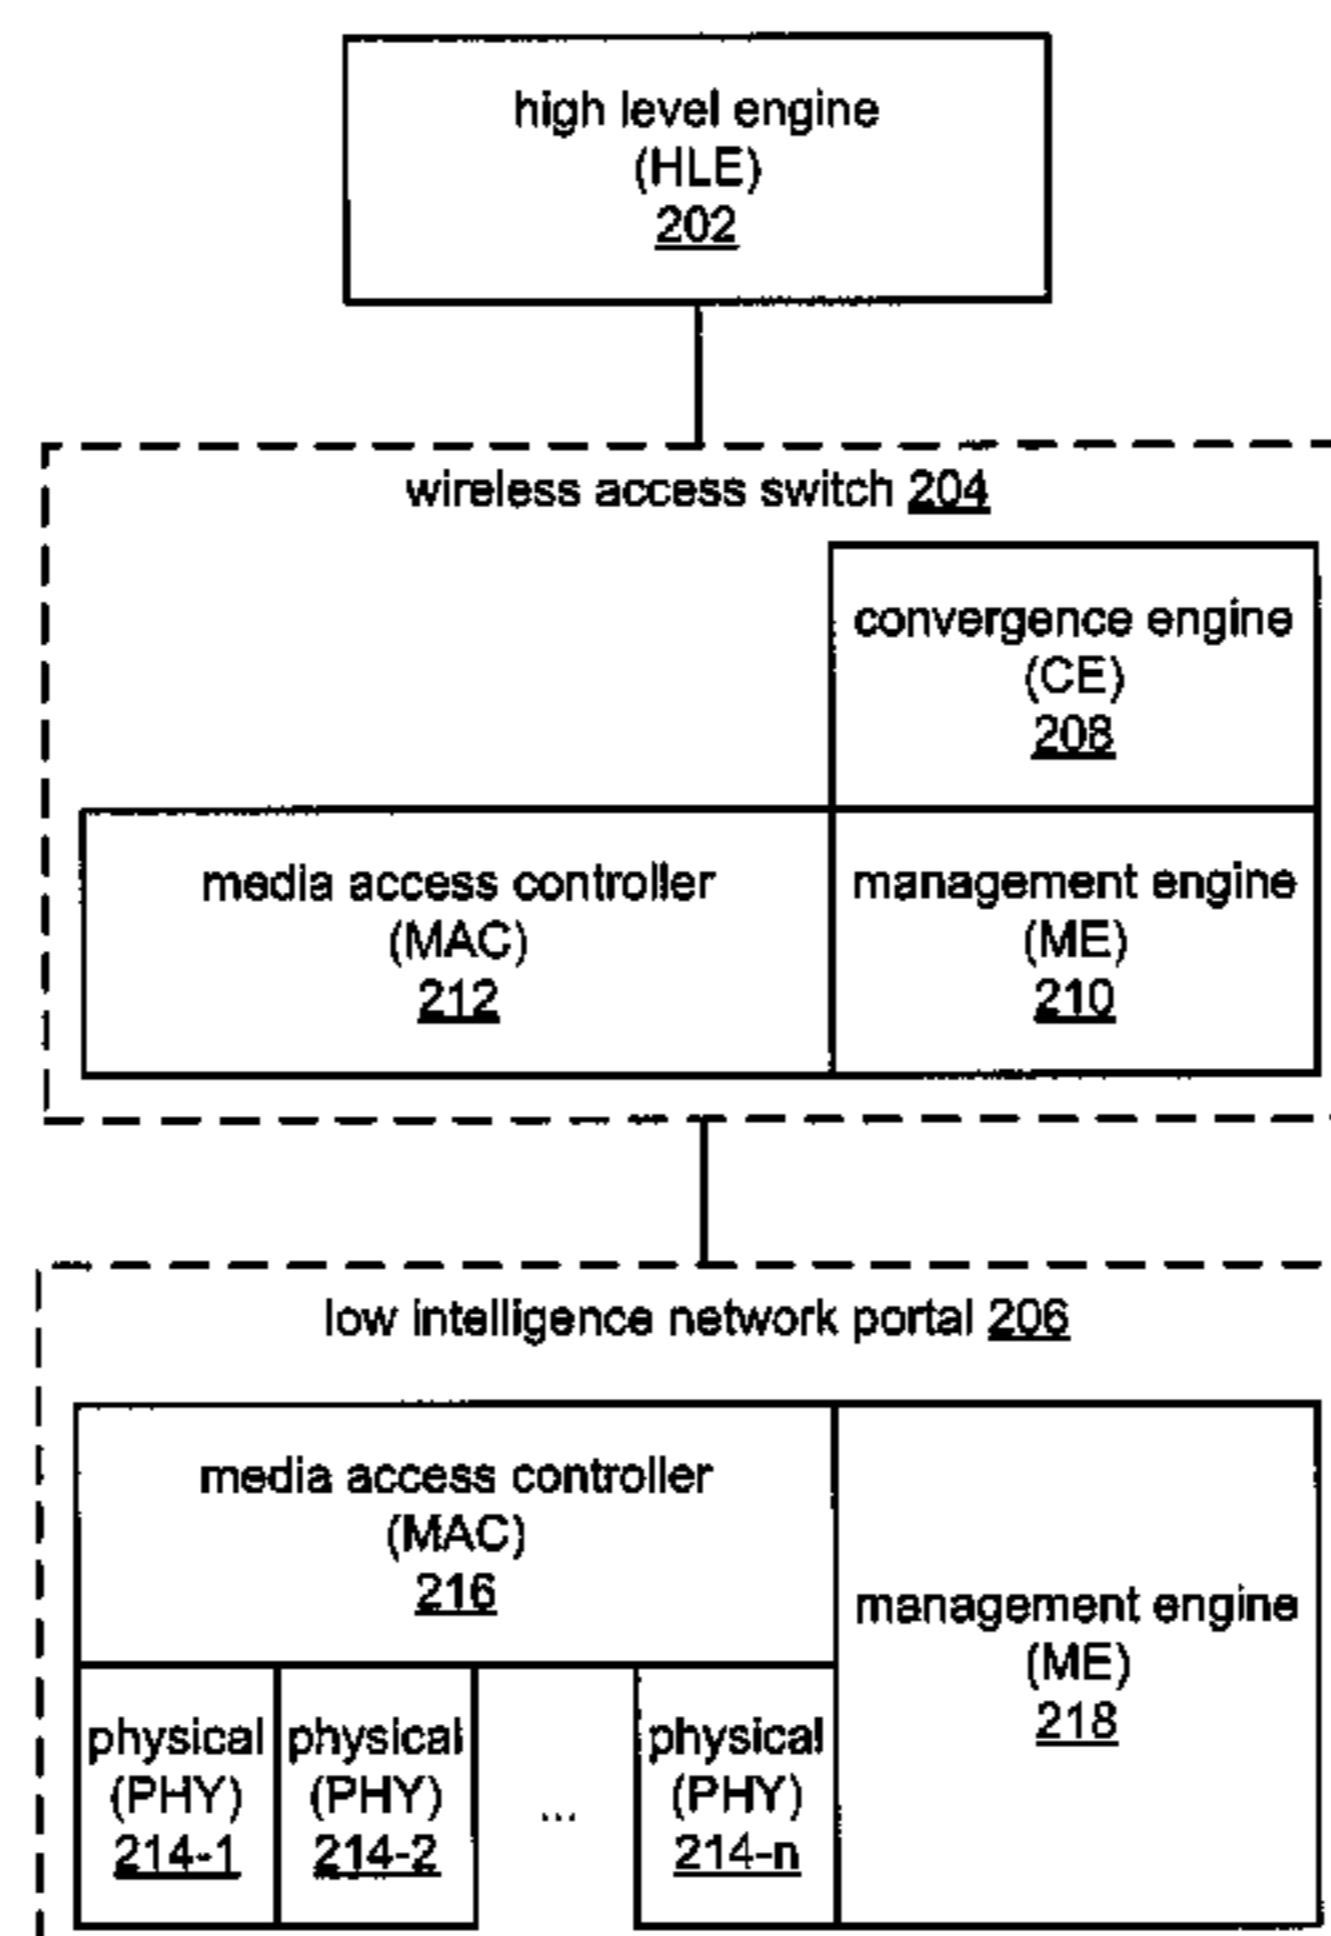 high level engine
(HLE)
202
wireless access switch 204
convergence engine
(CE)
208
media access controller
(MAC)
212
management engine
(ME)
210
low intelligence network portal 206
media access controller
(MAC)
216
management engine
(ME)
218
physical
(PHY)
214-1
physical
(PHY)
214-2
...
physical
(PHY)
214-n